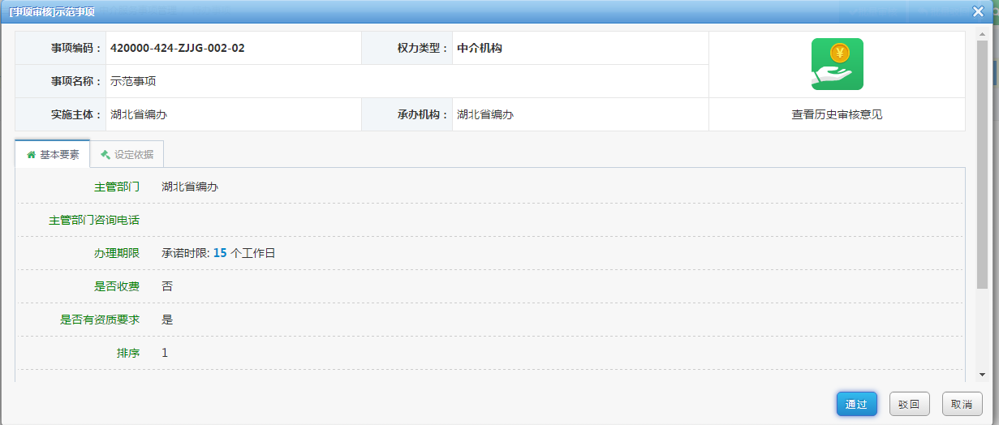 [事项审核]示范事项
事项编码： 420000-424-ZJJG-002-02 权力类型： 中介机构
¥
事项名称： 示范事项
实施主体： 湖北省编办 承办机构： 湖北省编办 查看历史审核意见
基本要素 设定依据
主管部门 湖北省编办
主管部门咨询电话
办理期限 承诺时限: 15 个工作日
是否收费 否
是否有资质要求 是
排序 1
通过 驳回 取消